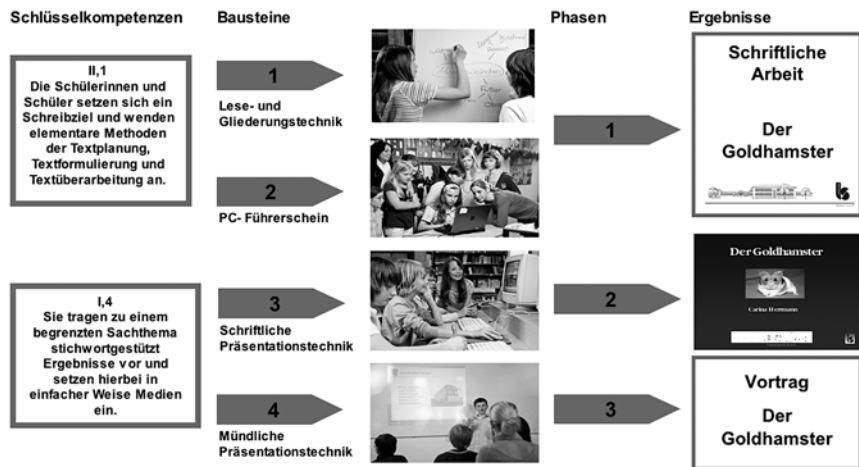 Schlüsselkompetenzen
Bausteine
Phasen
Ergebnisse
II,1
Die Schülerinnen und
Schüler setzen sich ein
Schreibziel und wenden
elementare Methoden
der Textplanung,
Textformulierung und
Textüberarbeitung an.
I,4
Sie tragen zu einem
begrenzten Sachthema
stichwortgestützt
Ergebnisse vor und
setzen hierbei in
einfacher Weise Medien
ein.
1
Lese- und
Gliederungstechnik
2
PC- Führerschein
3
Schriftliche
Präsentationstechnik
4
Mündliche
Präsentationstechnik
1
2
3
Schriftliche
Arbeit
Der
Goldhamster
ls
Der Goldhamster
Carina Herrmann
Vortrag
Der
Goldhamster